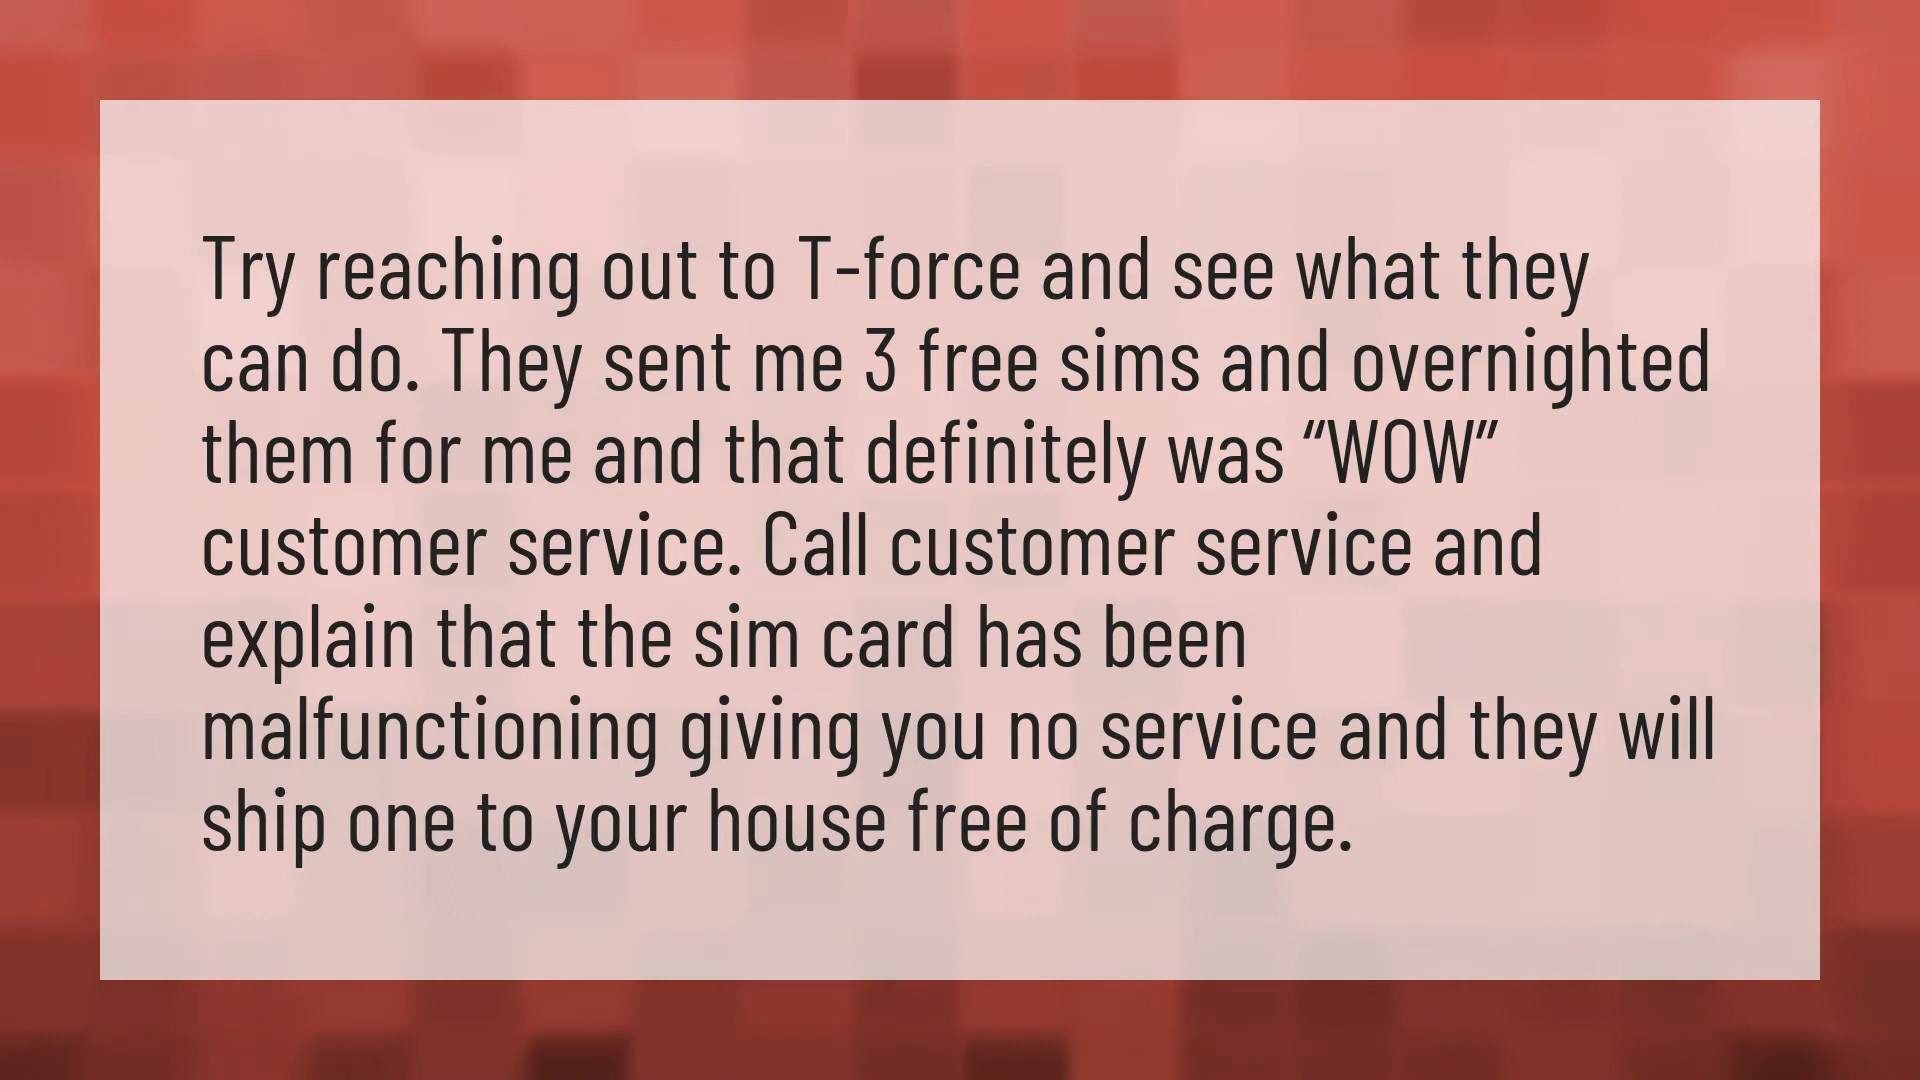 Try reaching out to T-force and see what they
can do. They sent me 3 free sims and overnighted
them for me and that definitely was “WOW”
customer service. Call customer service and
explain that the sim card has been
malfunctioning giving you no service and they will
ship one to your house free of charge.